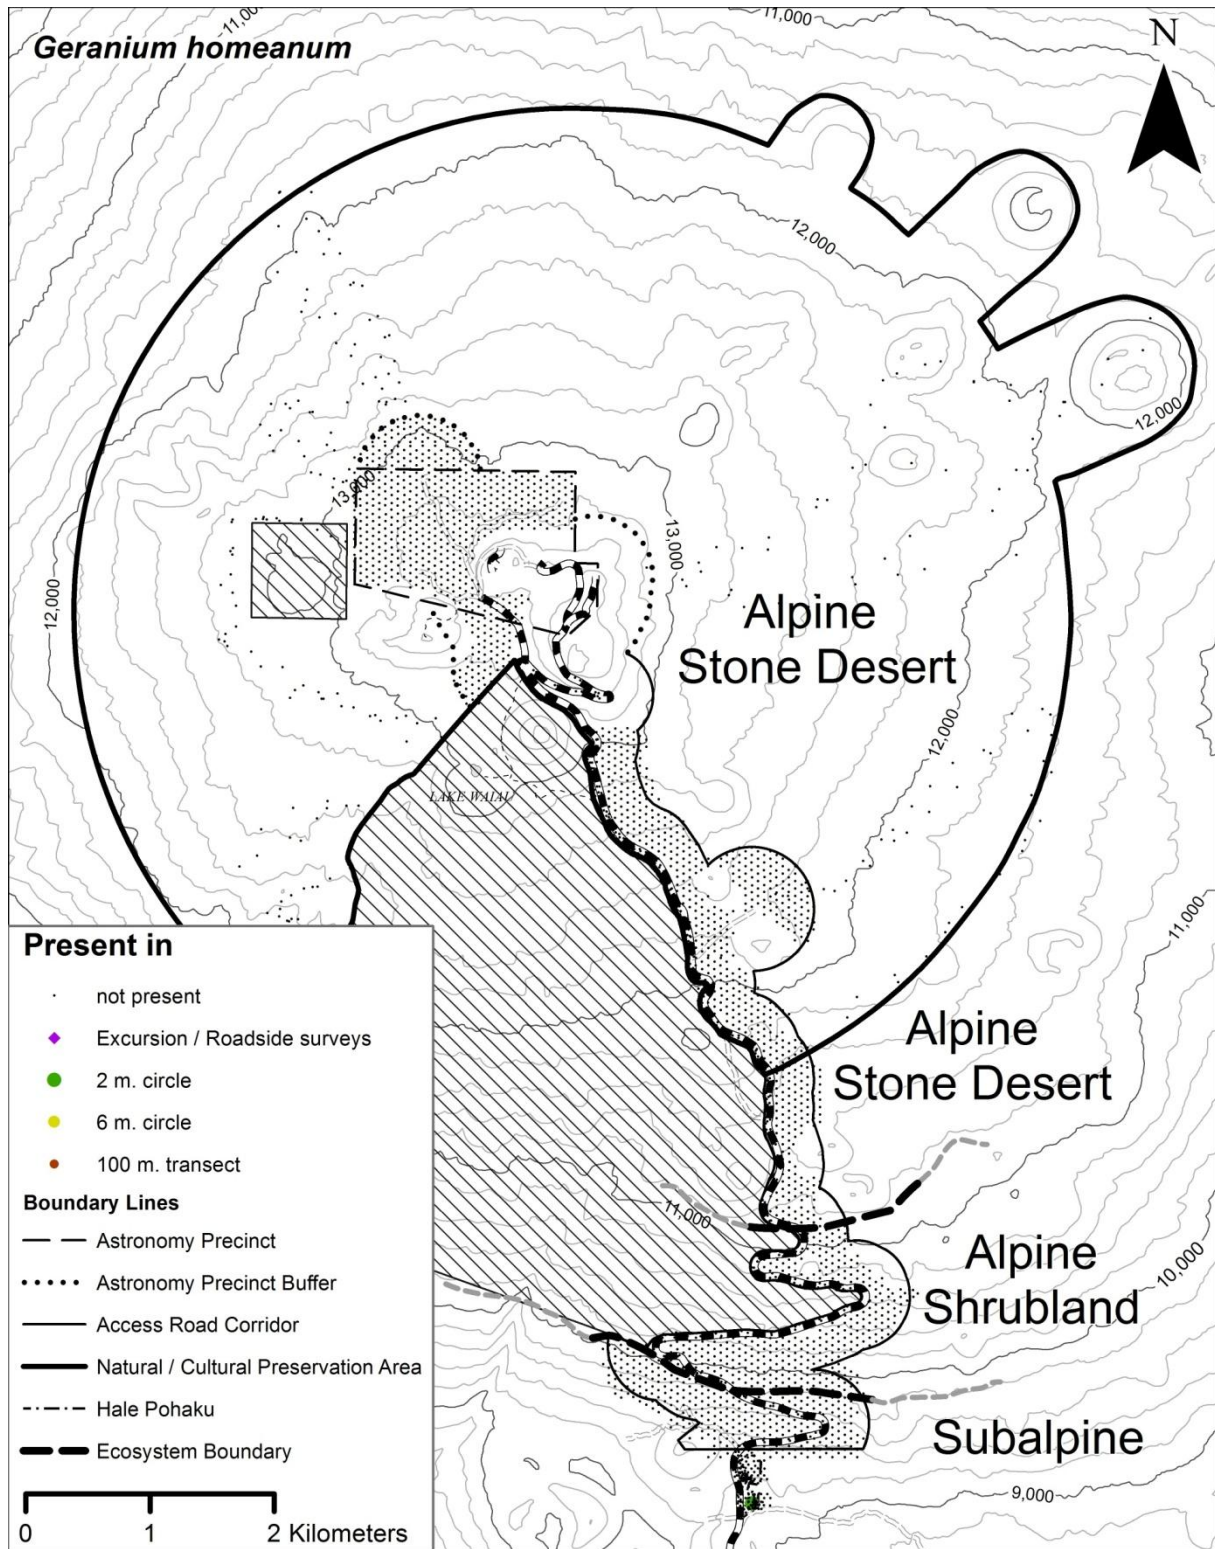 11,000
11,000
Geranium homeanum
N
12,000
12,000
13,000
13,000
12,000
Alpine
Stone Desert
12,000
LAKE WAIAU
11,000
Present in
not present
Excursion / Roadside surveys
2 m. circle
6 m. circle
100 m. transect
Boundary Lines
Astronomy Precinct
Astronomy Precinct Buffer
Access Road Corridor
Natural / Cultural Preservation Area
Hale Pohaku
Ecosystem Boundary
0 1 2 Kilometers
Alpine
Stone Desert
11,000
Alpine
Shrubland
10,000
Subalpine
9,000